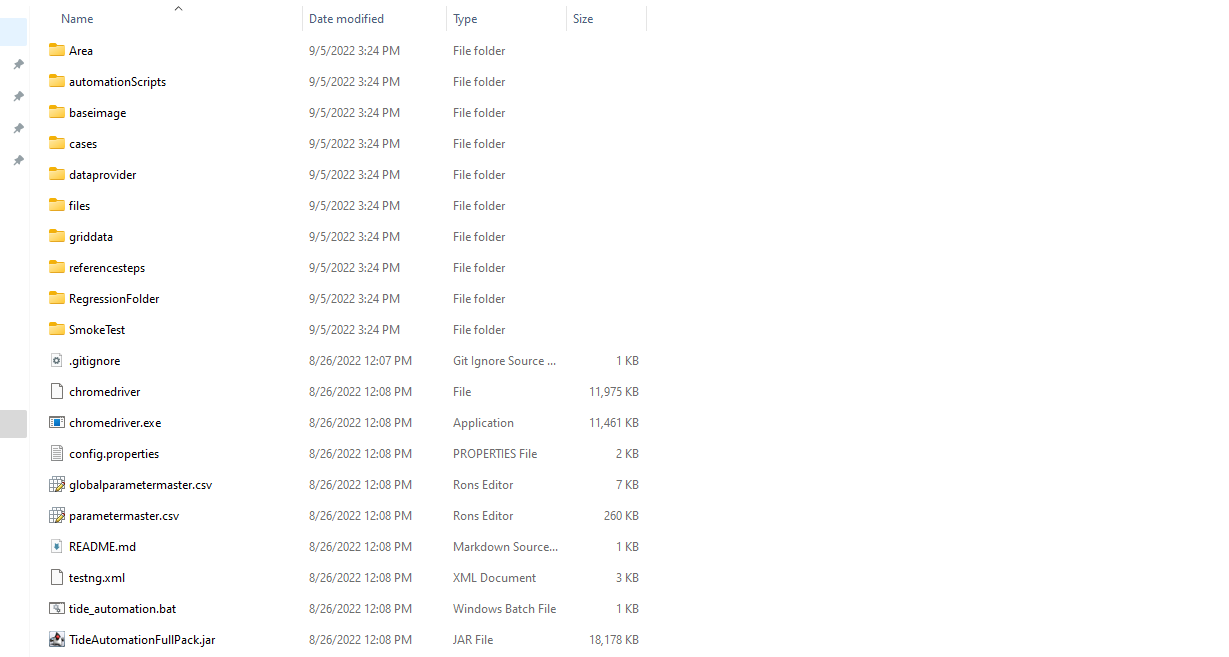 Name Date modified Type Size
Area 9/5/2022 3:24 PM File folder
automationScripts 9/5/2022 3:24 PM File folder
baseimage 9/5/2022 3:24 PM File folder
cases 9/5/2022 3:24 PM File folder
dataprovider 9/5/2022 3:24 PM File folder
files 9/5/2022 3:24 PM File folder
griddata 9/5/2022 3:24 PM File folder
referencesteps 9/5/2022 3:24 PM File folder
RegressionFolder 9/5/2022 3:24 PM File folder
SmokeTest 9/5/2022 3:24 PM File folder
.gitignore 8/26/2022 12:07 PM Git Ignore Source ... 1 KB
chromedriver 8/26/2022 12:08 PM File 11,975 KB
chromedriver.exe 8/26/2022 12:08 PM Application 11,461 KB
config.properties 8/26/2022 12:08 PM PROPERTIES File 2 KB
globalparametermaster.csv 8/26/2022 12:08 PM Rons Editor 7 KB
parametermaster.csv 8/26/2022 12:08 PM Rons Editor 260 KB
README.md 8/26/2022 12:08 PM Markdown Source... 1 KB
testng.xml 8/26/2022 12:08 PM XML Document 3 KB
tide_automation.bat 8/26/2022 12:08 PM Windows Batch File 1 KB
TideAutomationFullPack.jar 8/26/2022 12:08 PM JAR File 18,178 KB